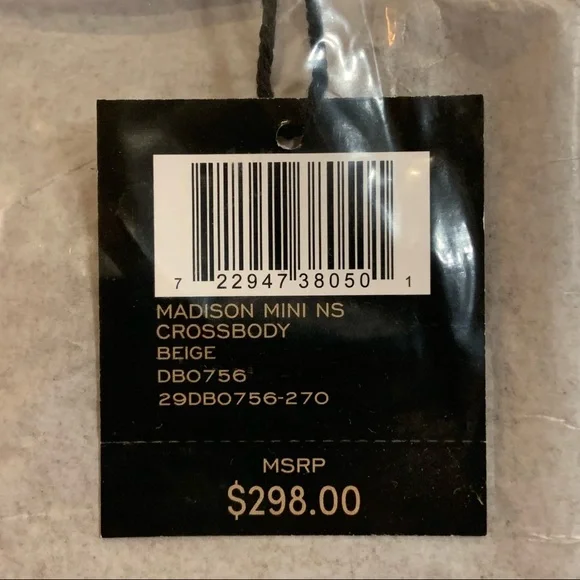 7 22947 38050 1
MADISON MINI NS
CROSSBODY
BEIGE
DB0756
29DB0756-270
MSRP
$298.00